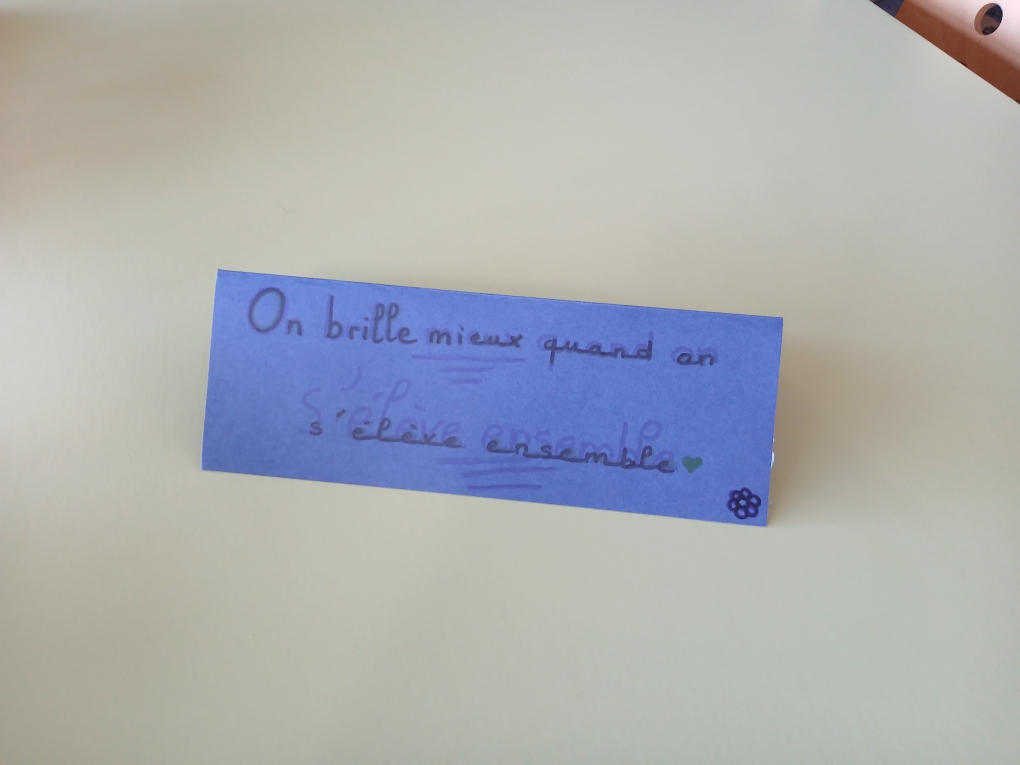 On brille mieux quand on
s'élève ensemble